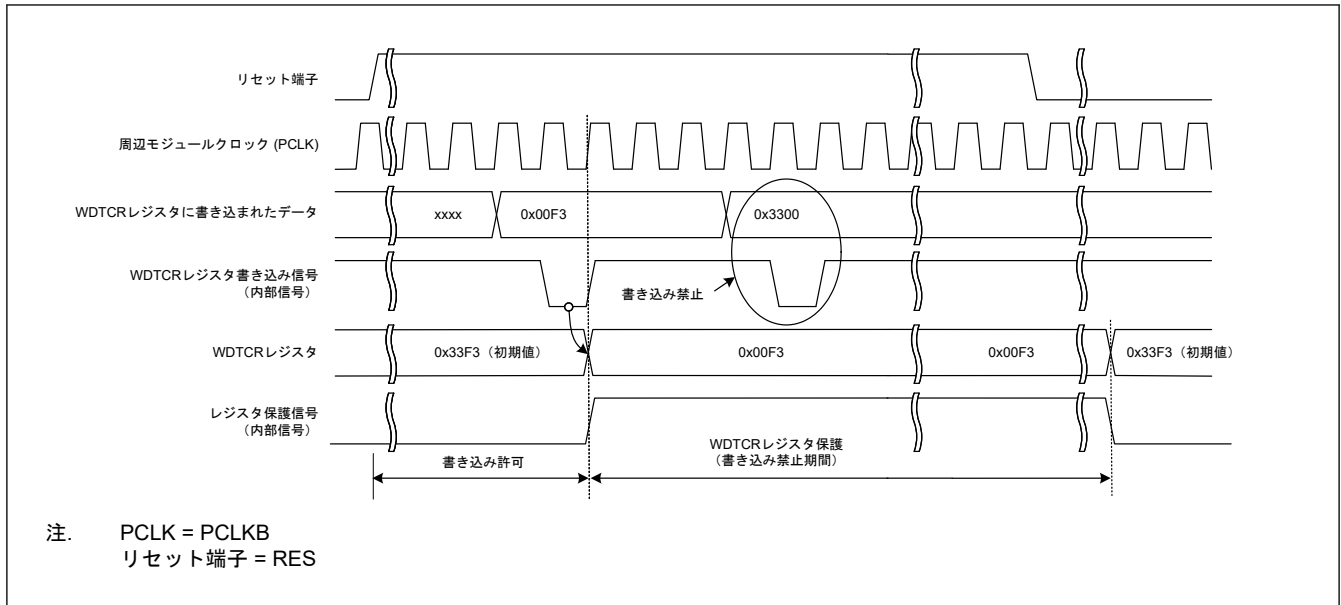 リセット端子
周辺モジュールクロック (PCLK)
WDTCRレジスタに書き込まれたデータ
xxxx
0x00F3
0x3300
WDTCRレジスタ書き込み信号
（内部信号）
書き込み禁止
WDTCRレジスタ
0x33F3（初期値）
0x00F3
0x00F3
0x33F3（初期値）
レジスタ保護信号
（内部信号）
書き込み許可
WDTCRレジスタ保護
（書き込み禁止期間）
注. PCLK = PCLKB
リセット端子 = RES